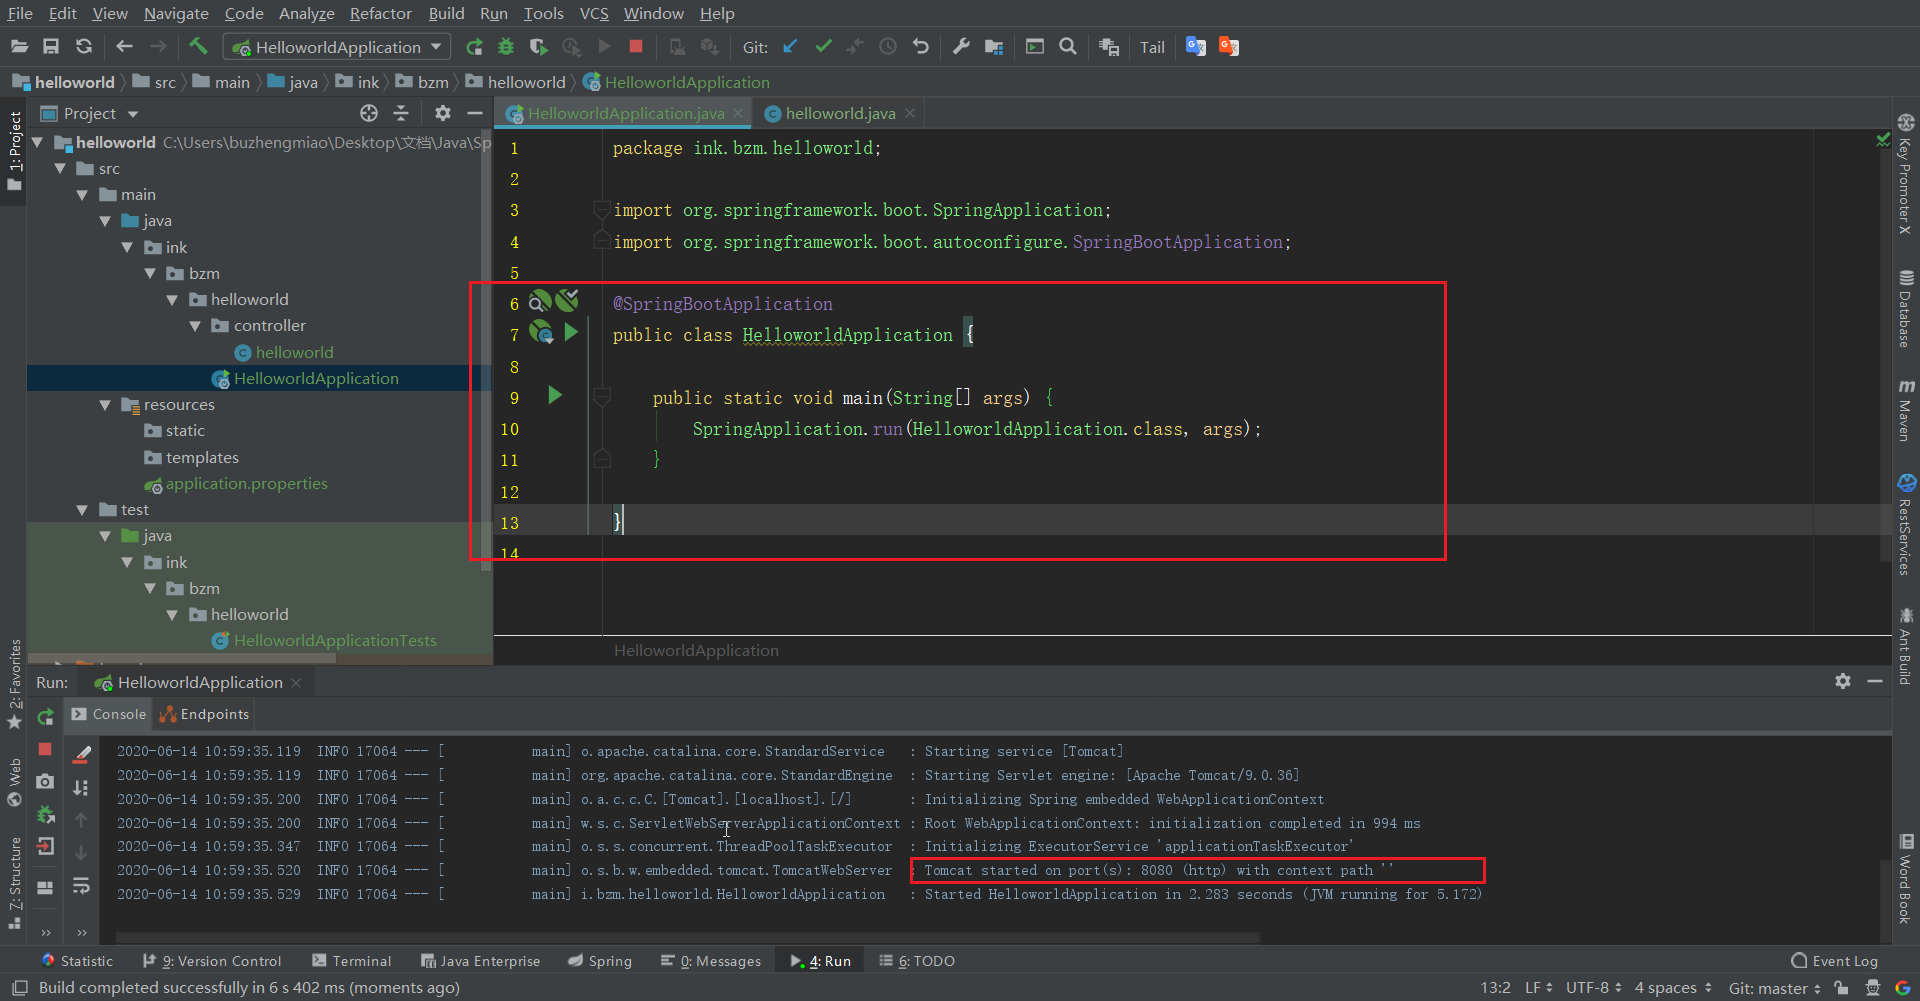 File Edit View Navigate Code Analyze Refactor Build Run Tools VCS Window Help
HelloworldApplication Git: Tail
helloworld src main java ink bzm helloworld HelloworldApplication
Project
HelloworldApplication.java helloworld.java
helloworld C:\Users\buzhengmiao\Desktop\文档\Java\Sp
src
main
java
ink
bzm
helloworld
controller
helloworld
HelloworldApplication
resources
static
templates
application.properties
test
java
ink
bzm
helloworld
HelloworldApplicationTests
1 package ink.bzm.helloworld;
2
3 import org.springframework.boot.SpringApplication;
4 import org.springframework.boot.autoconfigure.SpringBootApplication;
5
6 @SpringBootApplication
7 public class HelloworldApplication {
8
9 public static void main(String[] args) {
10 SpringApplication.run(HelloworldApplication.class, args);
11 }
12
13 }
14
HelloworldApplication
1: Project
2: Favorites
Web
Z: Structure
Key Promoter X
Database
Maven
RestServices
Ant Build
Word Book
Run: HelloworldApplication
Console Endpoints
2020-06-14 10:59:35.119 INFO 17064 --- [ main] o.apache.catalina.core.StandardService : Starting service [Tomcat]
2020-06-14 10:59:35.119 INFO 17064 --- [ main] org.apache.catalina.core.StandardEngine : Starting Servlet engine: [Apache Tomcat/9.0.36]
2020-06-14 10:59:35.200 INFO 17064 --- [ main] o.a.c.c.C.[Tomcat].[localhost].[/] : Initializing Spring embedded WebApplicationContext
2020-06-14 10:59:35.200 INFO 17064 --- [ main] w.s.c.ServletWebServerApplicationContext : Root WebApplicationContext: initialization completed in 994 ms
2020-06-14 10:59:35.347 INFO 17064 --- [ main] o.s.s.concurrent.ThreadPoolTaskExecutor : Initializing ExecutorService 'applicationTaskExecutor'
2020-06-14 10:59:35.520 INFO 17064 --- [ main] o.s.b.w.embedded.tomcat.TomcatWebServer : Tomcat started on port(s): 8080 (http) with context path ''
2020-06-14 10:59:35.529 INFO 17064 --- [ main] i.bzm.helloworld.HelloworldApplication : Started HelloworldApplication in 2.283 seconds (JVM running for 5.172)
Statistic 9: Version Control Terminal Java Enterprise Spring 0: Messages 4: Run 6: TODO Event Log
Build completed successfully in 6 s 402 ms (moments ago) 13:2 LF UTF-8 4 spaces Git: master